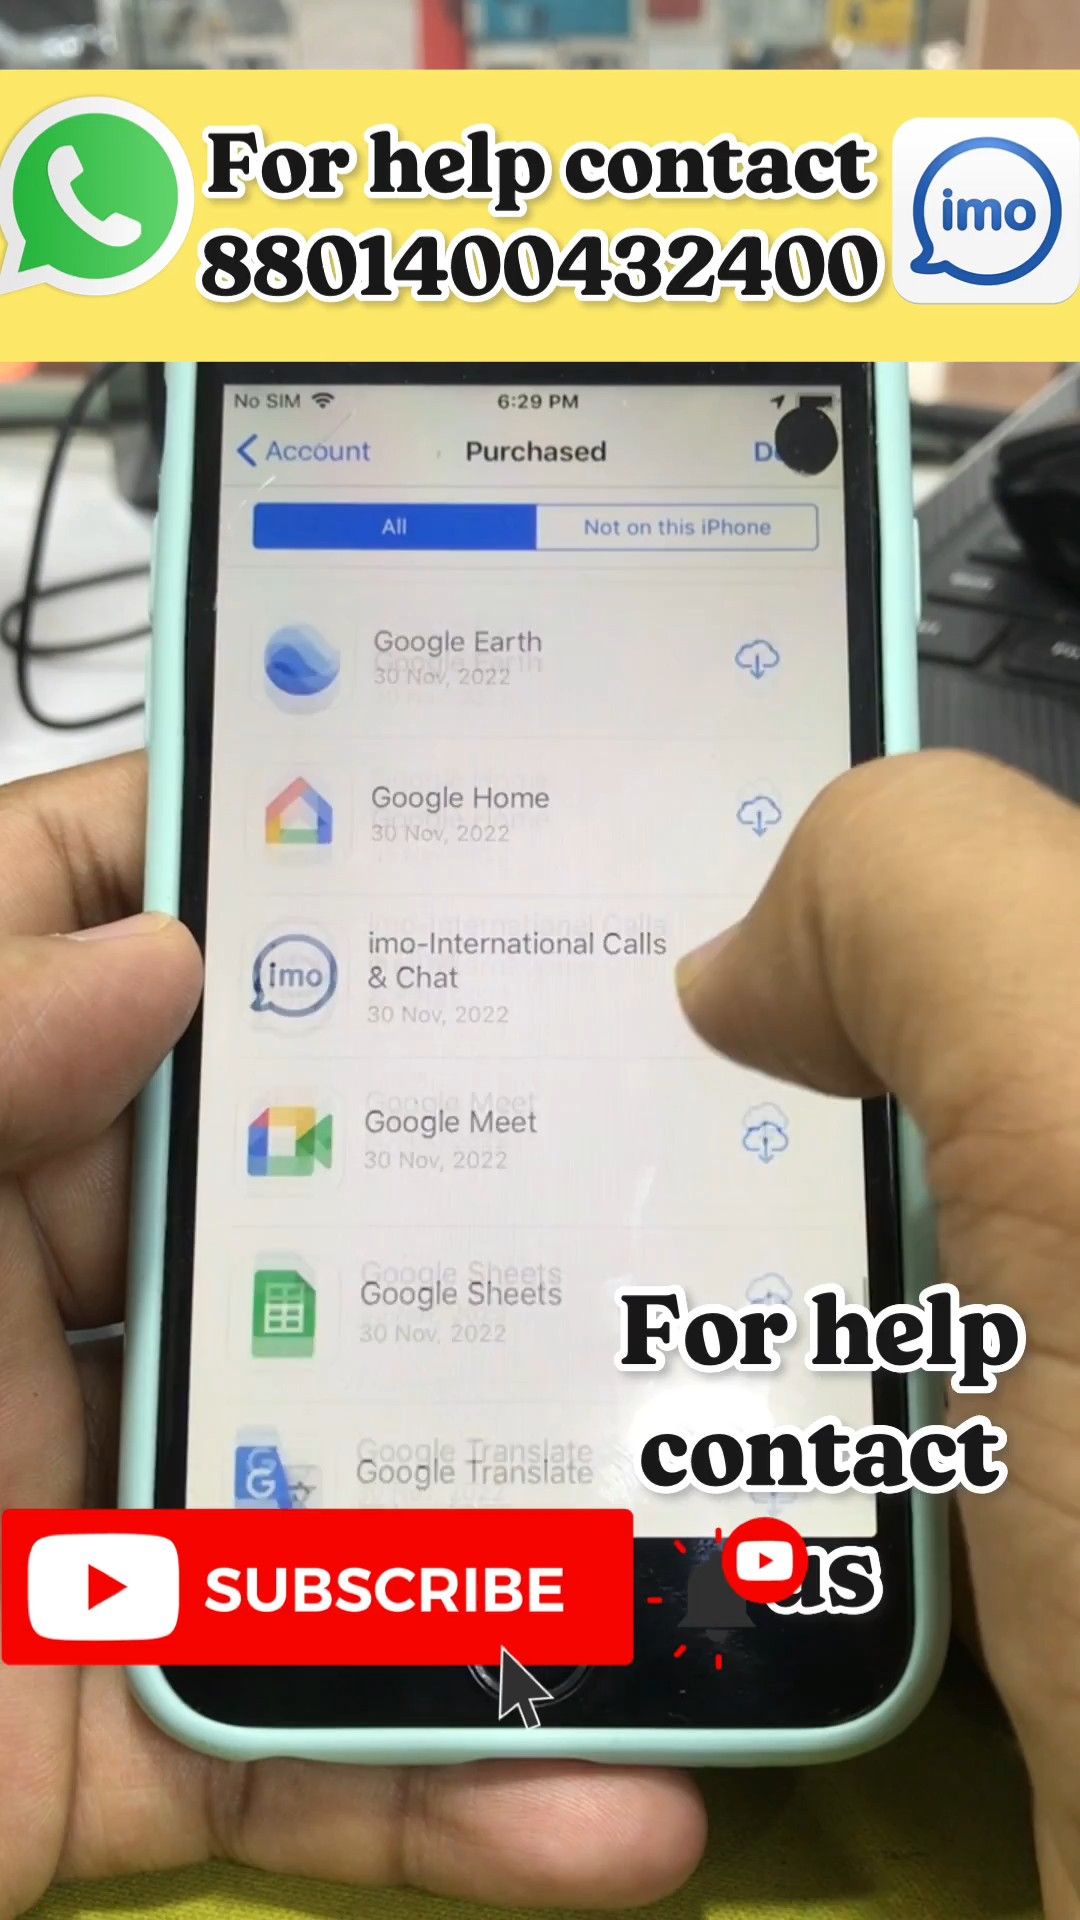 For help contact
8801400432400
imo
No SIM 6:29 PM
Account Purchased
All Not on this iPhone
Google Earth
30 Nov, 2022
Google Home
30 Nov, 2022
imo
imo-International Calls
& Chat
30 Nov, 2022
Google Meet
30 Nov, 2022
Google Sheets
30 Nov, 2022
Google Translate
For help
contact
us
SUBSCRIBE